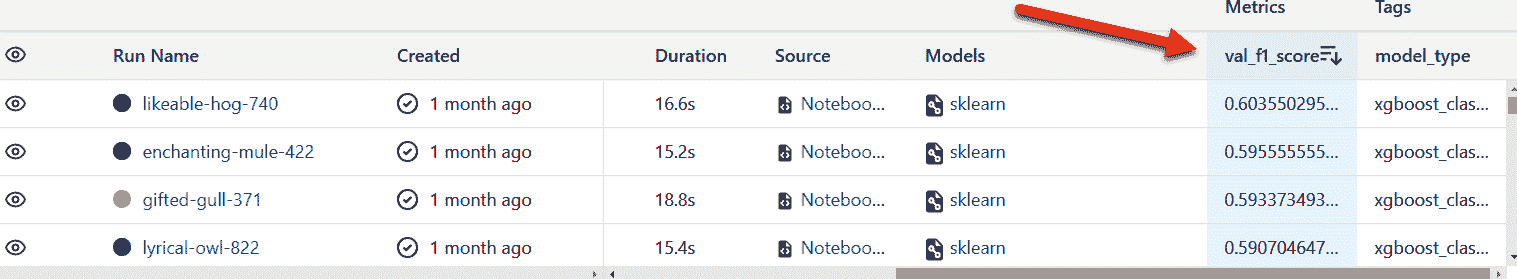 Metrics Tags
Run Name Created Duration Source Models val_f1_score model_type
likeable-hog-740 1 month ago 16.6s Noteboo... sklearn 0.603550295... xgboost_clas...
enchanting-mule-422 1 month ago 15.2s Noteboo... sklearn 0.595555555... xgboost_clas...
gifted-gull-371 1 month ago 18.8s Noteboo... sklearn 0.593373493... xgboost_clas...
lyrical-owl-822 1 month ago 15.4s Noteboo... sklearn 0.590704647... xgboost_clas...